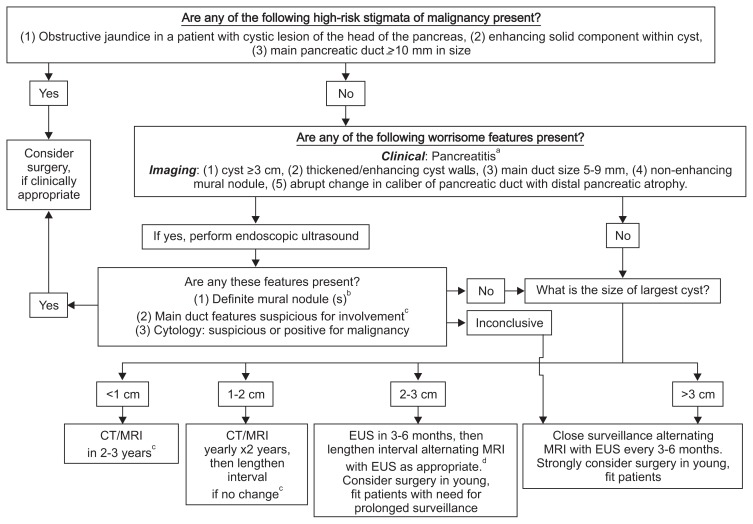 Are any of the following high-risk stigmata of malignancy present?
(1) Obstructive jaundice in a patient with cystic lesion of the head of the pancreas, (2) enhancing solid component within cyst,
(3) main pancreatic duct ≥10 mm in size
Yes
No
Consider
surgery,
if clinically
appropriate
Are any of the following worrisome features present?
Clinical: Pancreatitisa
Imaging: (1) cyst ≥3 cm, (2) thickened/enhancing cyst walls, (3) main duct size 5-9 mm, (4) non-enhancing
mural nodule, (5) abrupt change in caliber of pancreatic duct with distal pancreatic atrophy.
If yes, perform endoscopic ultrasound
No
Are any these features present?
(1) Definite mural nodule (s)b
(2) Main duct features suspicious for involvementc
(3) Cytology: suspicious or positive for malignancy
Yes
No
What is the size of largest cyst?
Inconclusive
<1 cm
1-2 cm
2-3 cm
>3 cm
CT/MRI
in 2-3 yearsc
CT/MRI
yearly x2 years,
then lengthen
interval
if no changec
EUS in 3-6 months, then
lengthen interval alternating MRI
with EUS as appropriate.d
Consider surgery in young,
fit patients with need for
prolonged surveillance
Close surveillance alternating
MRI with EUS every 3-6 months.
Strongly consider surgery in young,
fit patients